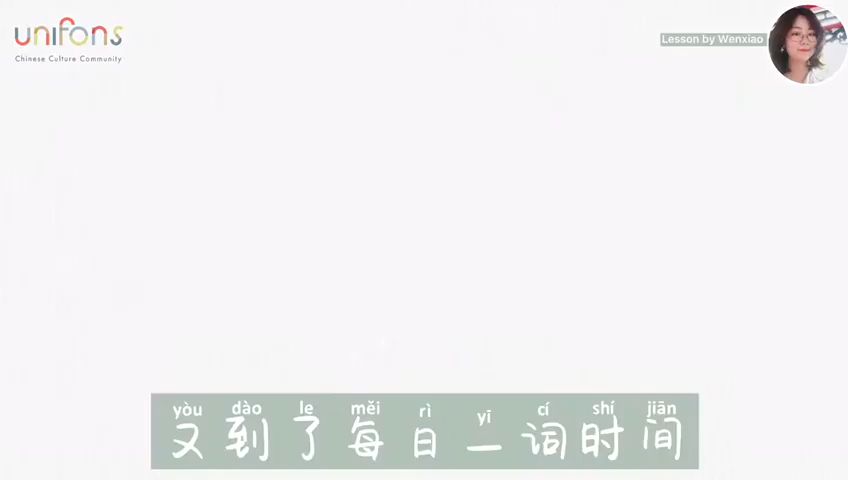 unifons
Chinese Culture Community
Lesson by Wenxiao
yòu dào le měi rì yī cí shí jiān
又到了每日一词时间